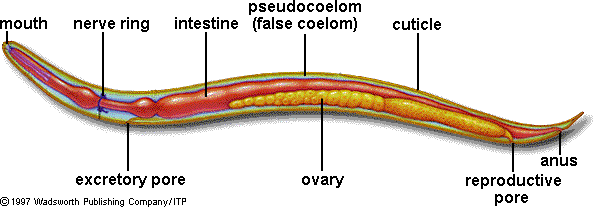 mouth
nerve ring
intestine
pseudocoelom
(false coelom)
cuticle
excretory pore
ovary
reproductive
pore
anus
© 1997 Wadsworth Publishing Company/ITP